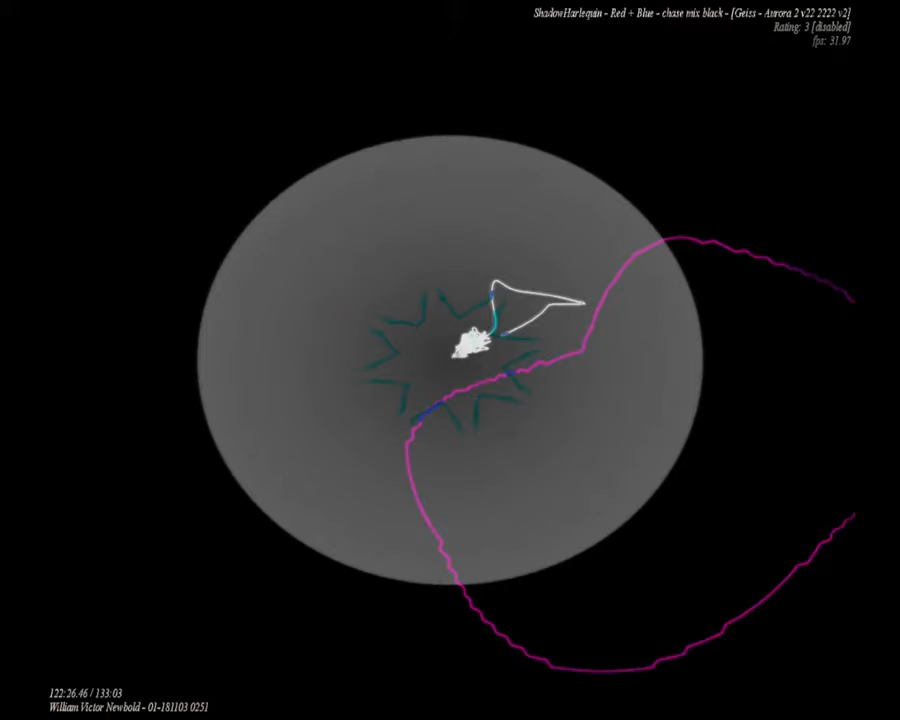 ShadowHarlequin - Red + Blue - chase mix black - [Geiss - Aurora 2 v22 2222 v2]
Rating: 3 [disabled]
fps: 31.97
122:26.46 / 133:03
William Victor Newbold - 01-181103 0251